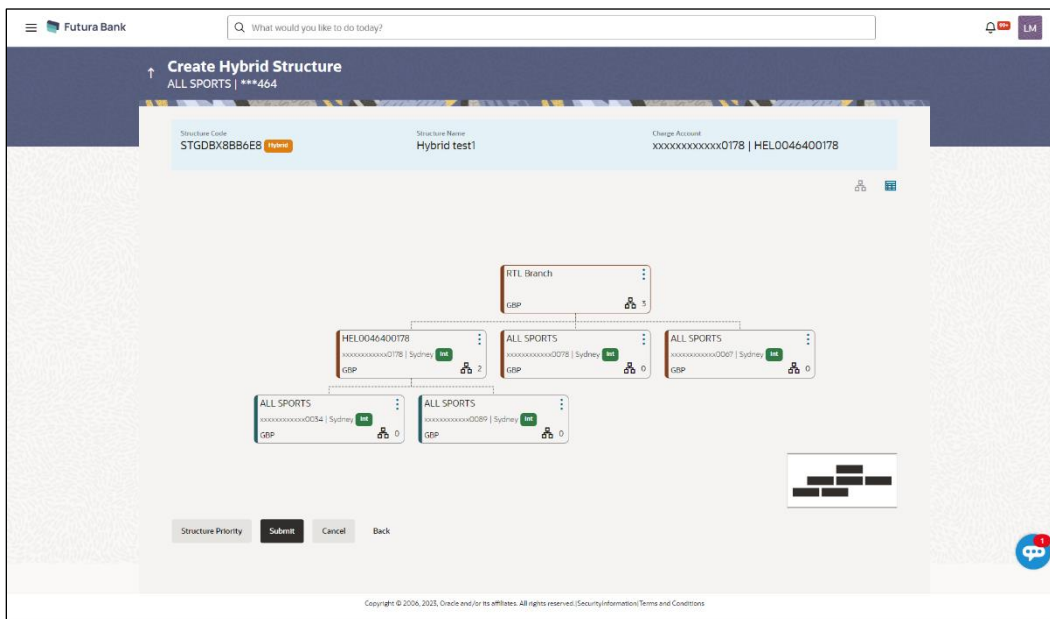 Futura Bank
What would you like to do today?
99+
LM
Create Hybrid Structure
ALL SPORTS | ***464
Structure Code
Structure Name
Charge Account
STGDBX8BB6EB Hybrid
Hybrid test1
xxxxxxxxxxxx0178 | HEL0046400178
RTL Branch
GBP
3
HEL0046400178
xxxxxxxxxxxx0178 | Sydney Int
GBP
2
ALL SPORTS
xxxxxxxxxxxx0078 | Sydney Int
GBP
0
ALL SPORTS
xxxxxxxxxxxx0067 | Sydney Int
GBP
0
ALL SPORTS
xxxxxxxxxxxx0034 | Sydney Int
GBP
0
ALL SPORTS
xxxxxxxxxxxx0089 | Sydney Int
GBP
0
Structure Priority
Submit
Cancel
Back
1
Copyright © 2006, 2023, Oracle and/or its affiliates. All rights reserved.|SecurityInformation|Terms and Conditions